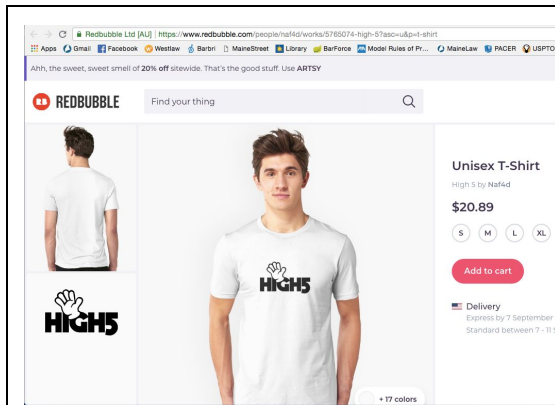 Redbubble Ltd [AU] | https://www.redbubble.com/people/naf4d/works/5765074-high-5?asc=u&p=t-shirt
Apps Gmail Facebook Westlaw Barbri MaineStreet Library BarForce Model Rules of Pr... MaineLaw PACER USPTO
Ahh, the sweet, sweet smell of 20% off sitewide. That's the good stuff. Use ARTSY
RB REDBUBBLE Find your thing
Unisex T-Shirt
High 5 by Naf4d
$20.89
S M L XL
Add to cart
HIGH5
HIGH5
Delivery
Express by 7 September
Standard between 7 - 11 S
+ 17 colors